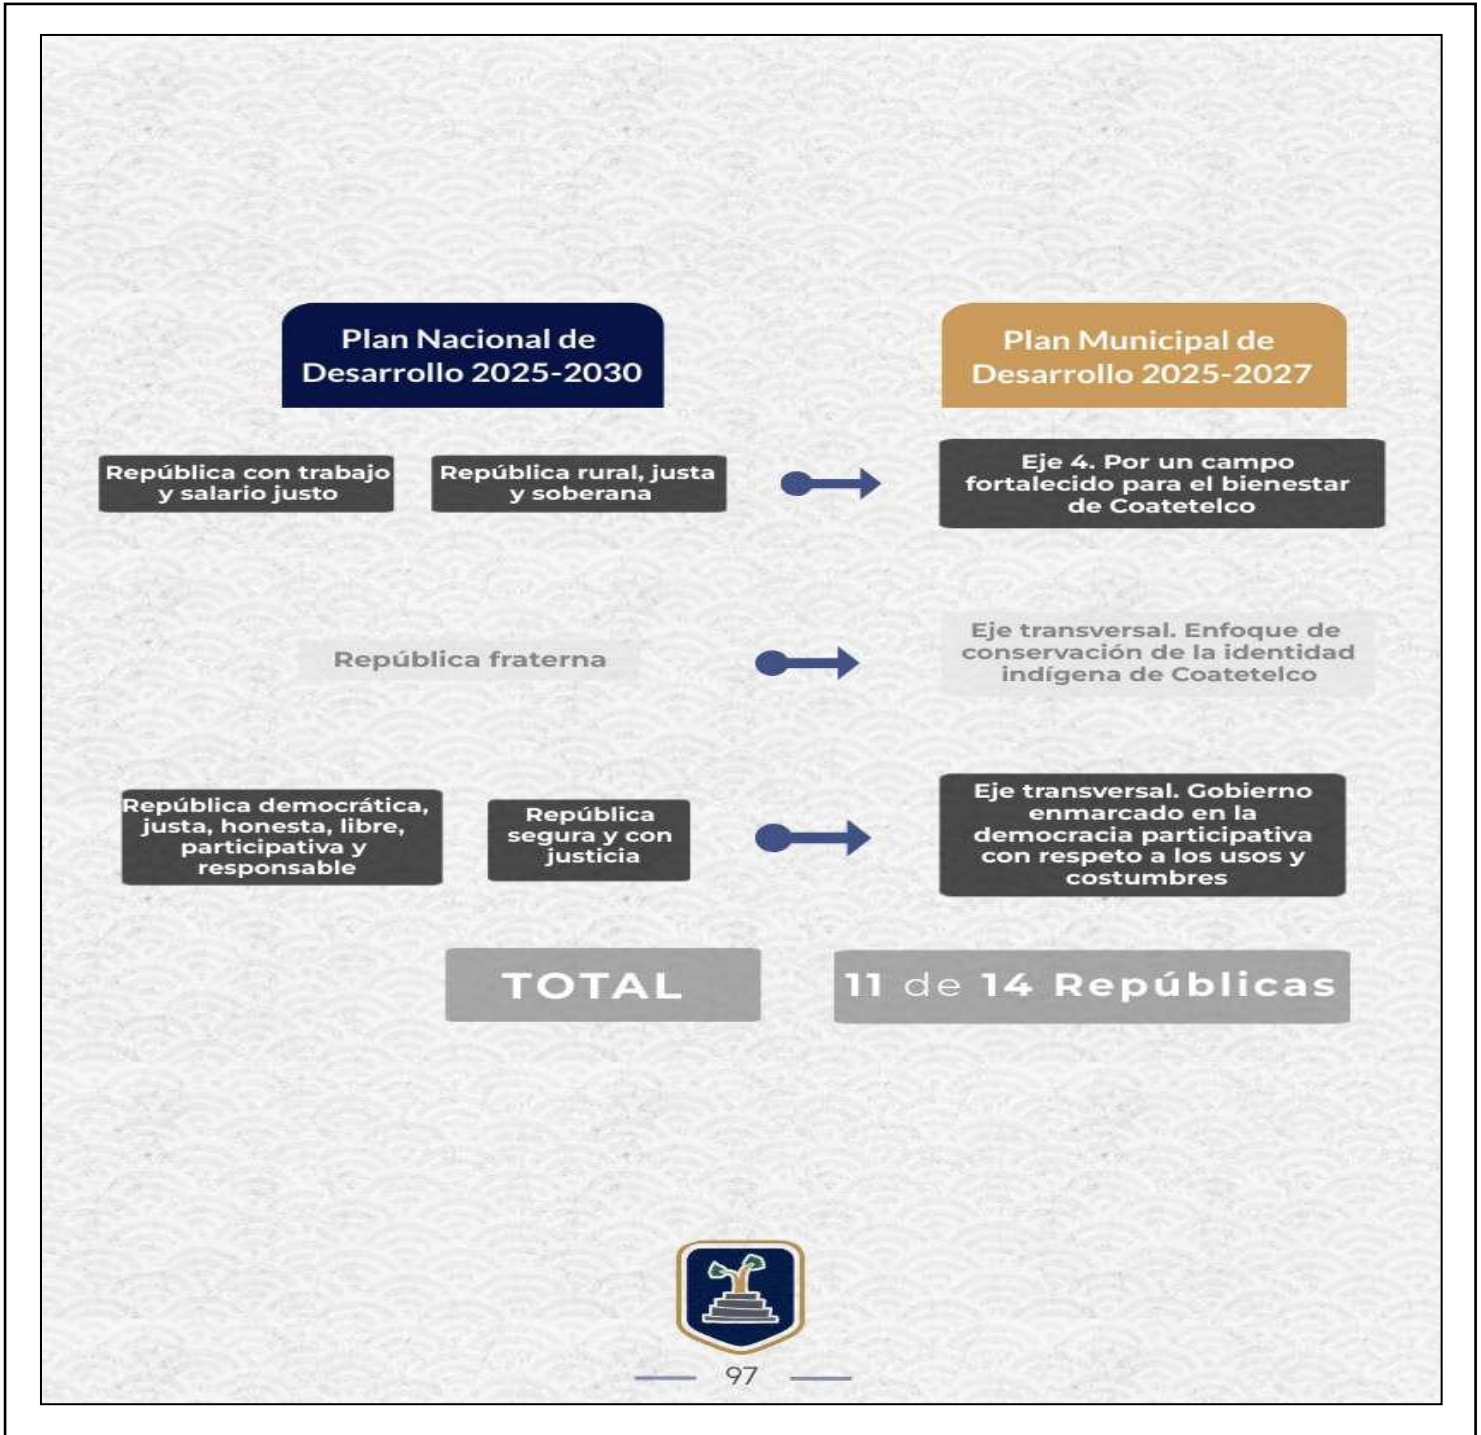 Plan Nacional de
Desarrollo 2025-2030
Plan Municipal de
Desarrollo 2025-2027
República con trabajo
y salario justo
República rural, justa
y soberana
Eje 4. Por un campo
fortalecido para el bienestar
de Coatetelco
República fraterna
Eje transversal. Enfoque de
conservación de la identidad
indígena de Coatetelco
República democrática,
justa, honesta, libre,
participativa y
responsable
República
segura y con
justicia
Eje transversal. Gobierno
enmarcado en la
democracia participativa
con respeto a los usos y
costumbres
TOTAL
11 de 14 Repúblicas
97